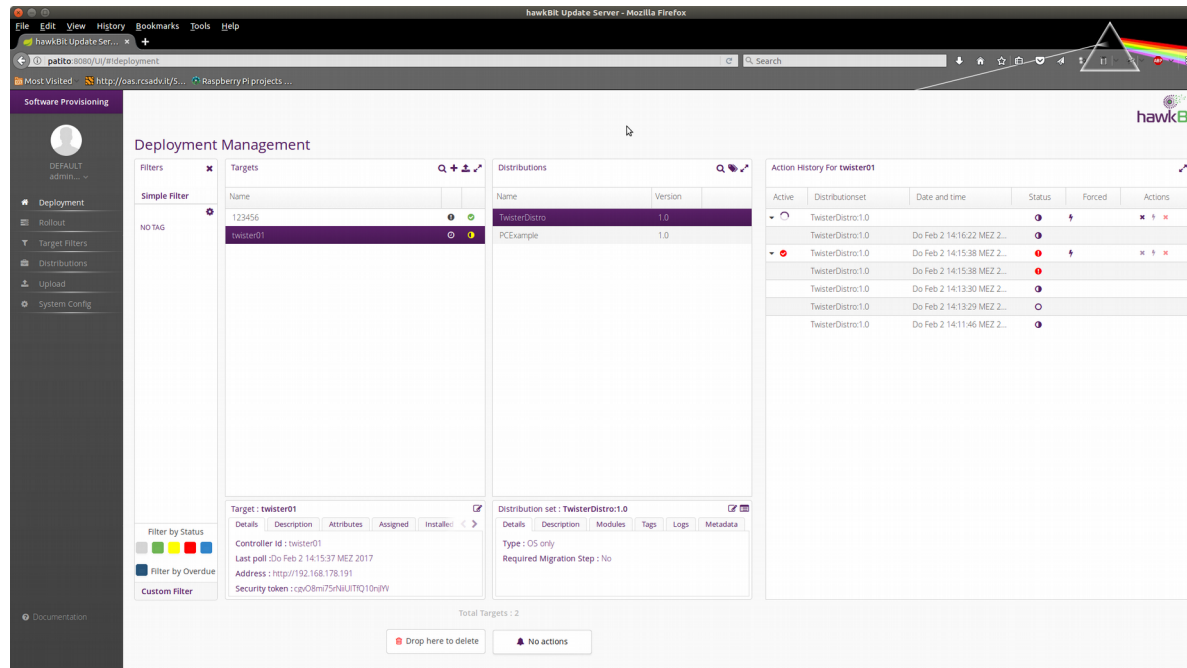 hawkBit Update Server - Mozilla Firefox
File Edit View History Bookmarks Tools Help
hawkBit Update Ser... × +
patito:8080/UI/#!deployment
Search
Most Visited http://oas.rcsadv.it/5... Raspberry Pi projects ...
Software Provisioning
hawkB
DEFAULT
admin...
Deployment Management
Deployment
Rollout
Target Filters
Distributions
Upload
System Config
Documentation
Filters
Simple Filter
NO TAG
Filter by Status
Filter by Overdue
Custom Filter
Targets
Name
123456
twister01
Target : twister01
Details Description Attributes Assigned Installed
Controller Id : twister01
Last poll :Do Feb 2 14:15:37 MEZ 2017
Address : http://192.168.178.191
Security token :
Distributions
Name Version
TwisterDistro 1.0
PCExample 1.0
Distribution set : TwisterDistro:1.0
Details Description Modules Tags Logs Metadata
Type : OS only
Required Migration Step : No
Action History For twister01
Active Distributionset Date and time Status Forced Actions
TwisterDistro:1.0
TwisterDistro:1.0 Do Feb 2 14:16:22 MEZ 2...
TwisterDistro:1.0 Do Feb 2 14:15:38 MEZ 2...
TwisterDistro:1.0 Do Feb 2 14:15:38 MEZ 2...
TwisterDistro:1.0 Do Feb 2 14:13:30 MEZ 2...
TwisterDistro:1.0 Do Feb 2 14:13:29 MEZ 2...
TwisterDistro:1.0 Do Feb 2 14:11:46 MEZ 2...
Total Targets : 2
Drop here to delete
No actions